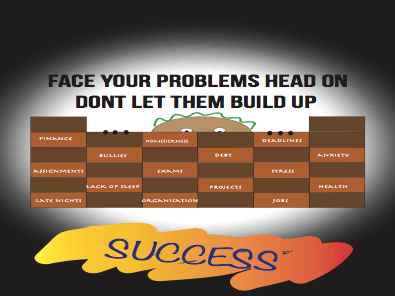 FACE YOUR PROBLEMS HEAD ON
DONT LET THEM BUILD UP
FINANCE
HOMESICKNESS
DEADLINES
BULLIES
DEBT
ANXIETY
ASSIGNMENTS
EXAMS
STRESS
LACK OF SLEEP
PROJECTS
HEALTH
LATE NIGHTS
ORGANISATION
JOBS
SUCCESS